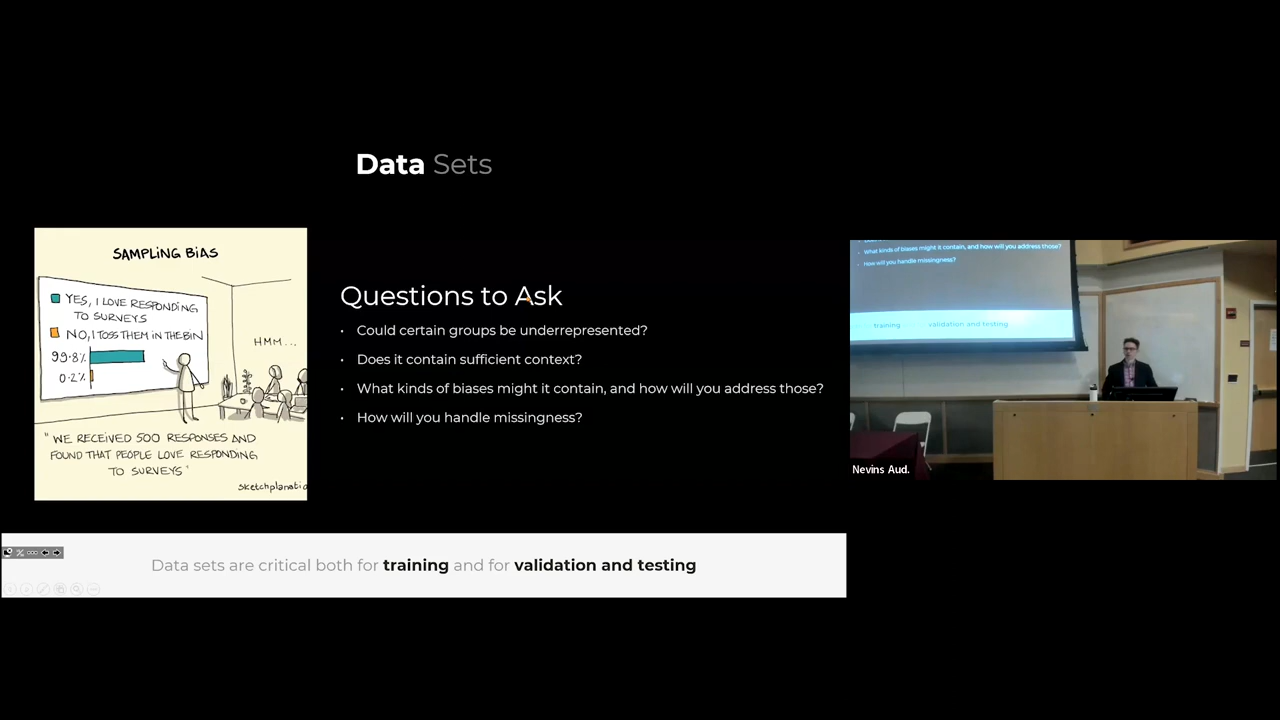 Data Sets
SAMPLING BIAS
YES, I LOVE RESPONDING
TO SURVEYS
NO, I TOSS THEM IN THE BIN
99.8%
0.2%
HMM...
"WE RECEIVED 500 RESPONSES AND
FOUND THAT PEOPLE LOVE RESPONDING
TO SURVEYS"
Questions to Ask
• Could certain groups be underrepresented?
• Does it contain sufficient context?
• What kinds of biases might it contain, and how will you address those?
• How will you handle missingness?
Data sets are critical both for training and for validation and testing
What kinds of biases might it contain, and how will you address those?
How will you handle missingness?
training validation and testing
Nevins Aud.